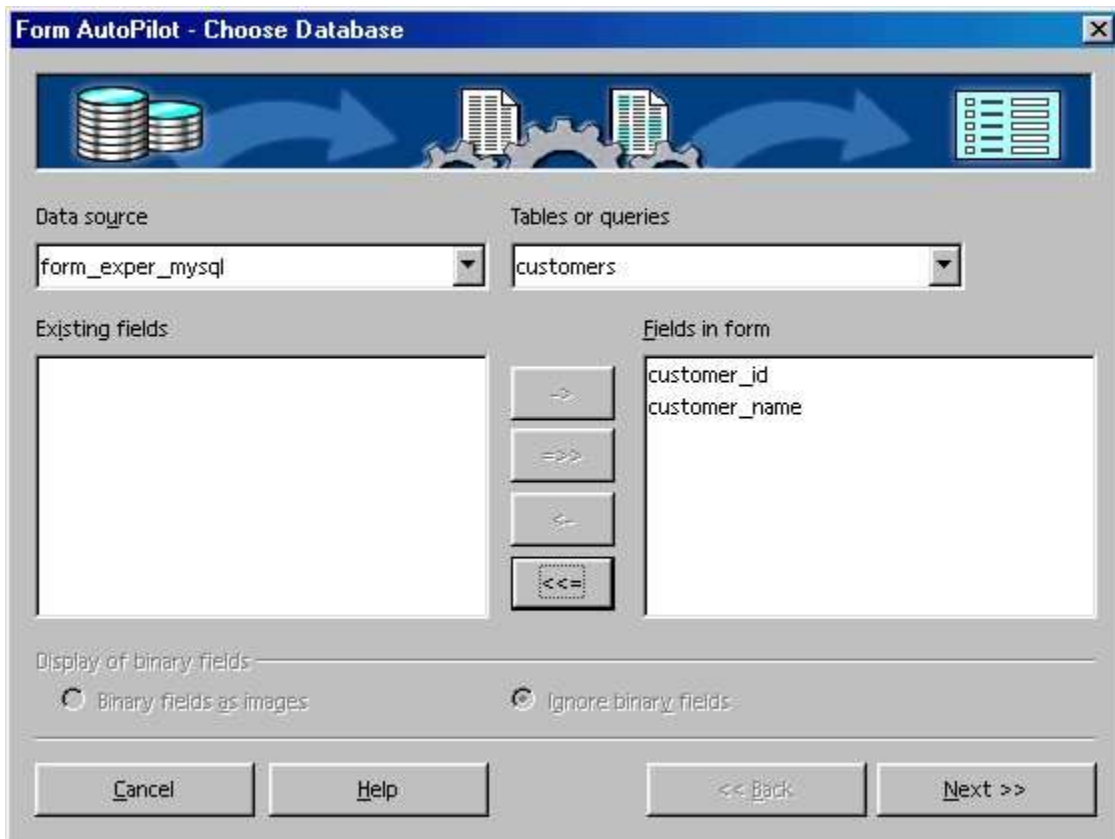 Form AutoPilot - Choose Database
Data source
Tables or queries
form_exper_mysql
customers
Existing fields
Fields in form
customer_id
customer_name
->
=>>
<-
<<=
Display of binary fields
Binary fields as images
Ignore binary fields
Cancel
Help
<< Back
Next >>